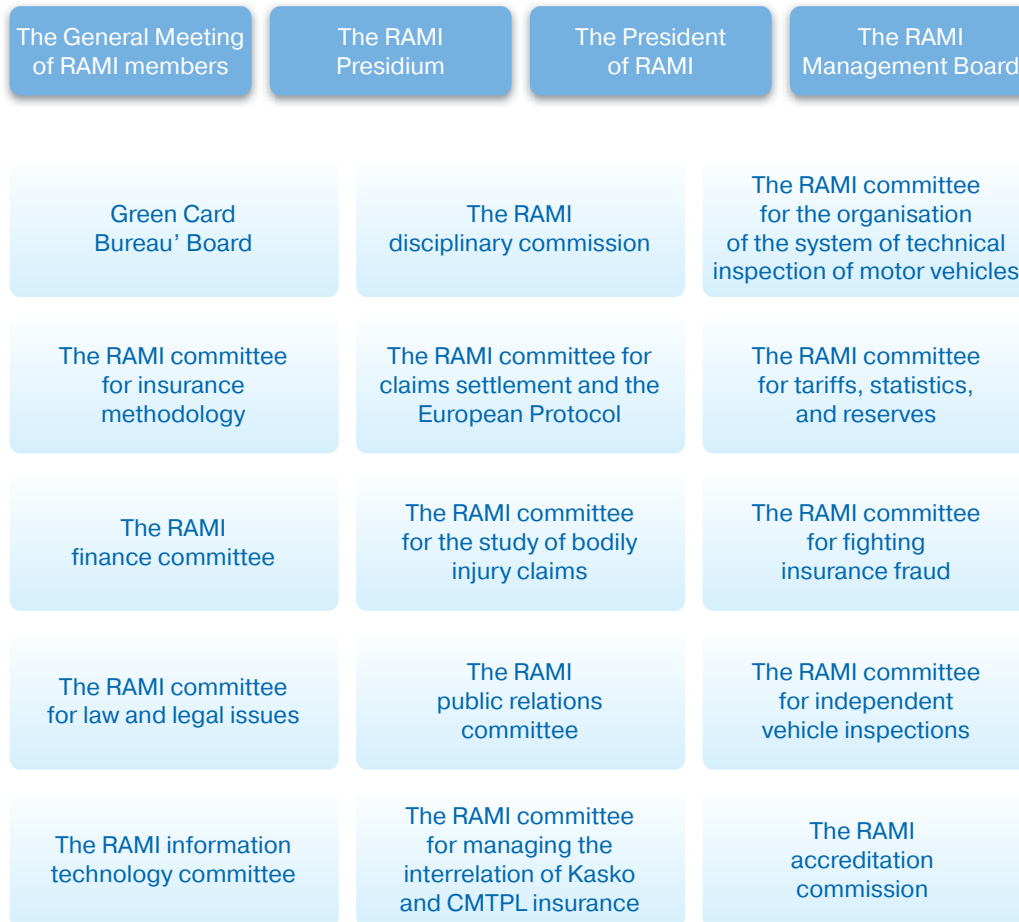 The General Meeting
of RAMI members
The RAMI
Presidium
The President
of RAMI
The RAMI
Management Board
Green Card
Bureau’ Board
The RAMI
disciplinary commission
The RAMI committee
for the organisation
of the system of technical
inspection of motor vehicles
The RAMI committee
for insurance
methodology
The RAMI committee for
claims settlement and the
European Protocol
The RAMI committee
for tariffs, statistics,
and reserves
The RAMI
finance committee
The RAMI committee
for the study of bodily
injury claims
The RAMI committee
for fighting
insurance fraud
The RAMI committee
for law and legal issues
The RAMI
public relations
committee
The RAMI committee
for independent
vehicle inspections
The RAMI information
technology committee
The RAMI committee
for managing the
interrelation of Kasko
and CMTPL insurance
The RAMI
accreditation
commission